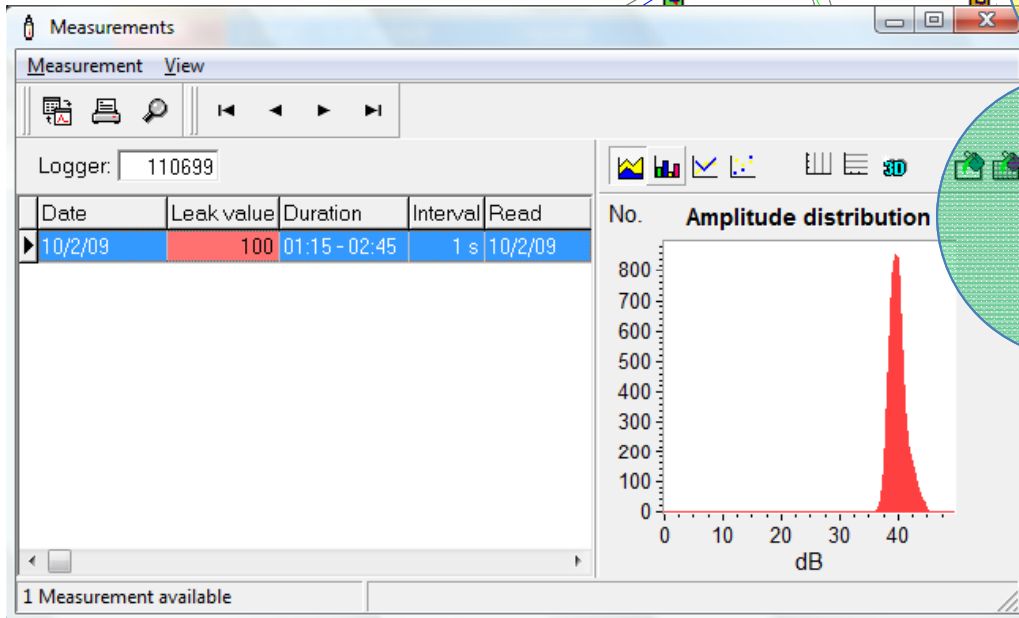 Measurements
Measurement View
Logger: 110699
Date Leak value Duration Interval Read
10/2/09 100 01:15 - 02:45 1 s 10/2/09
3D
No. Amplitude distribution
800
700
600
500
400
300
200
100
0
0 10 20 30 40
dB
1 Measurement available